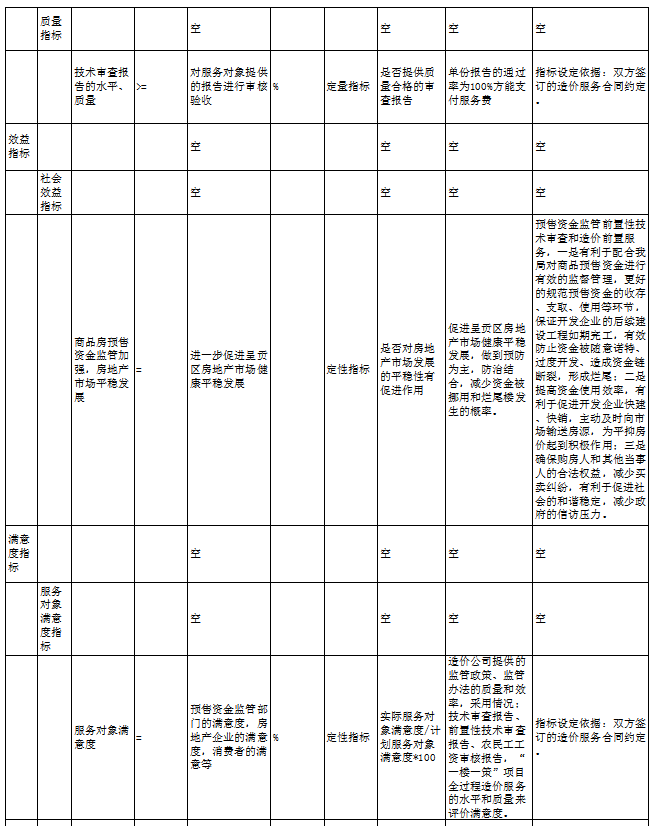 质量
指标
空
空
空
空
技术审查报
告的水平、
质量
>=
对服务对象提供
的报告进行审核
验收
%
定量指标
是否提供质
量合格的审
查报告
单份报告的通过
率为100%方能支
付服务费
指标设定依据：双方签
订的造价服务合同约定
。
效益
指标
空
空
空
空
社会
效益
指标
空
空
空
空
商品房预售
资金监管加
强，房地产
市场平稳发
展
=
进一步促进呈贡
区房地产市场健
康平稳发展
定性指标
是否对房地
产市场发展
的平稳性有
促进作用
促进呈贡区房地
产市场健康平稳
发展，做到预防
为主，防治结
合，减少资金被
挪用和烂尾楼发
生的概率。
预售资金监管前置性技
术审查和造价前置服
务，一是有利于配合我
局对商品预售资金进行
有效的监督管理，更好
的规范预售资金的收存
、支取、使用等环节，
保证开发企业的后续建
设工程如期完工，有效
防止资金被随意诺特、
过度开发、造成资金链
断裂，形成烂尾；二是
提高资金使用效率，有
利于促进开发企业快建
、快销，主动及时向市
场输送房源，为平抑房
价起到积极作用；三是
确保购房人和其他当事
人的合法权益，减少买
卖纠纷，有利于促进社
会的和谐稳定，减少政
府的信访压力。
满意
度指
标
空
空
空
空
服务
对象
满意
度指
标
空
空
空
空
服务对象满
意度
=
预售资金监管部
门的满意度，房
地产企业的满意
度，消费者的满
意等
%
定性指标
实际服务对
象满意度/计
划服务对象
满意度*100
造价公司提供的
监管政策、监管
办法的质量和效
率，采用情况；
技术审查报告、
前置性技术审查
报告、农民工工
资审核报告，“
一楼一策”项目
全过程造价服务
的水平和质量来
评价满意度。
指标设定依据：双方签
订的造价服务合同约定
。